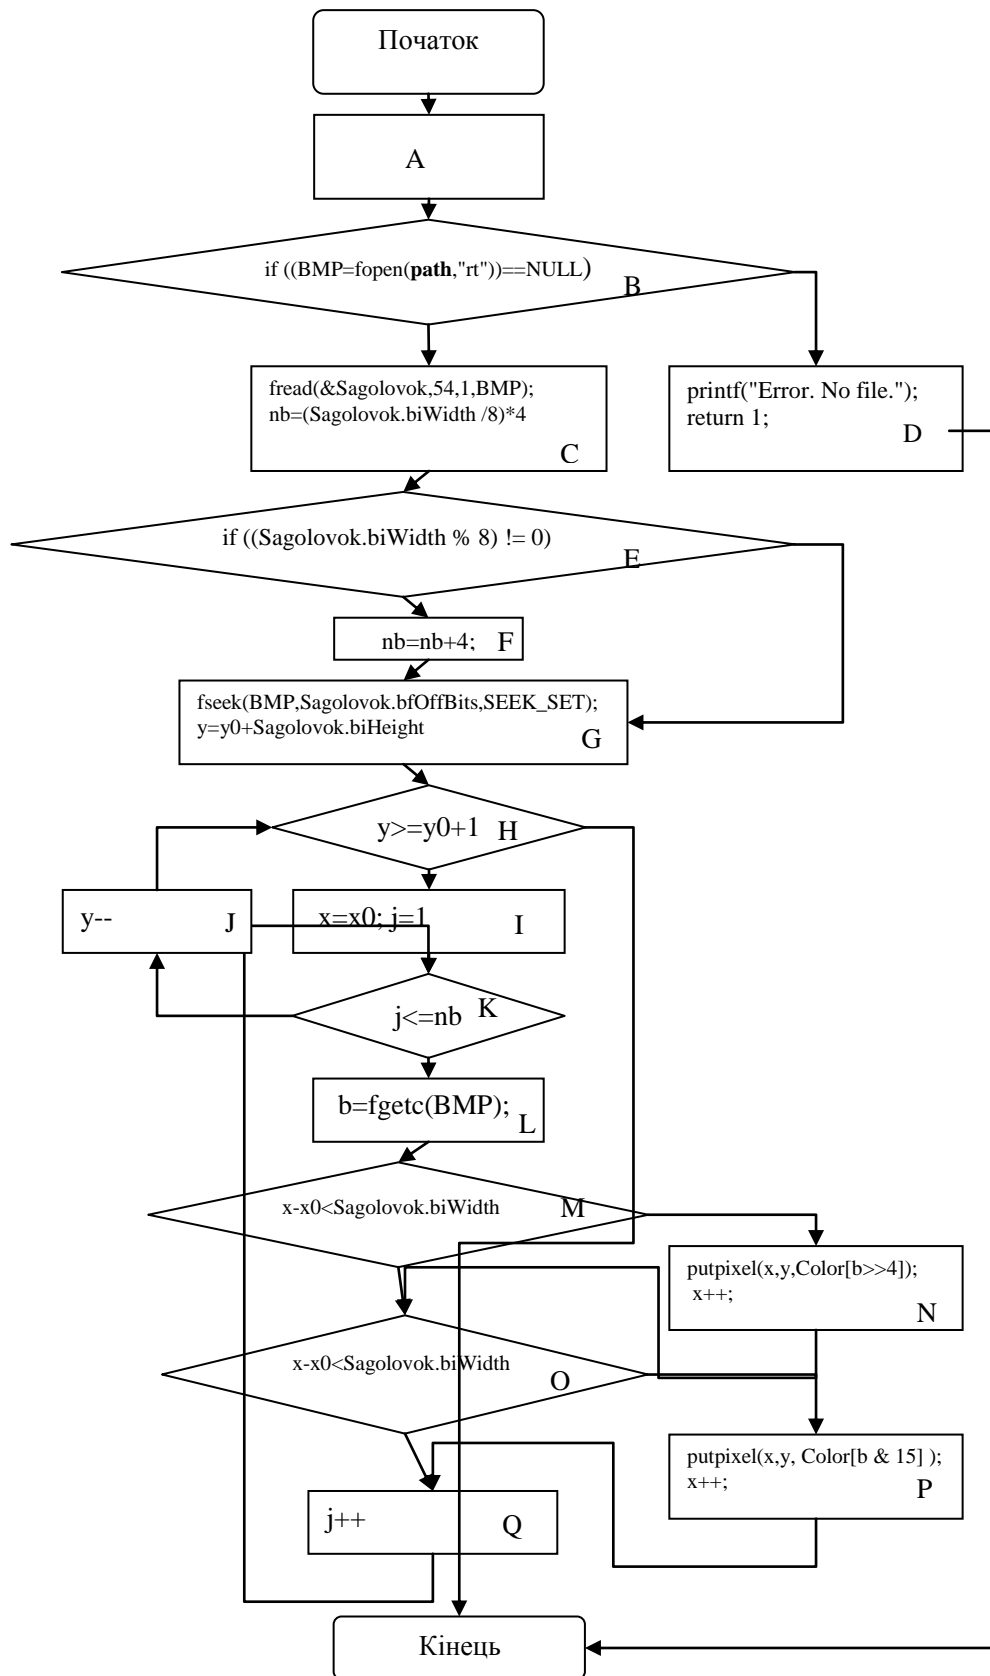 Початок
A
if ((BMP=fopen(path,"rt"))==NULL)
B
fread(&Sagolovok,54,1,BMP);
nb=(Sagolovok.biWidth /8)*4
C
printf("Error. No file.");
return 1;
D
if ((Sagolovok.biWidth % 8) != 0)
E
nb=nb+4; F
fseek(BMP,Sagolovok.bfOffBits,SEEK_SET);
y=y0+Sagolovok.biHeight
G
y>=y0+1 H
y-- J
x=x0; j=1 I
j<=nb K
b=fgetc(BMP);
L
x-x0<Sagolovok.biWidth M
putpixel(x,y,Color[b>>4]);
x++;
N
x-x0<Sagolovok.biWidth
O
putpixel(x,y, Color[b & 15] );
x++;
P
j++ Q
Кінець